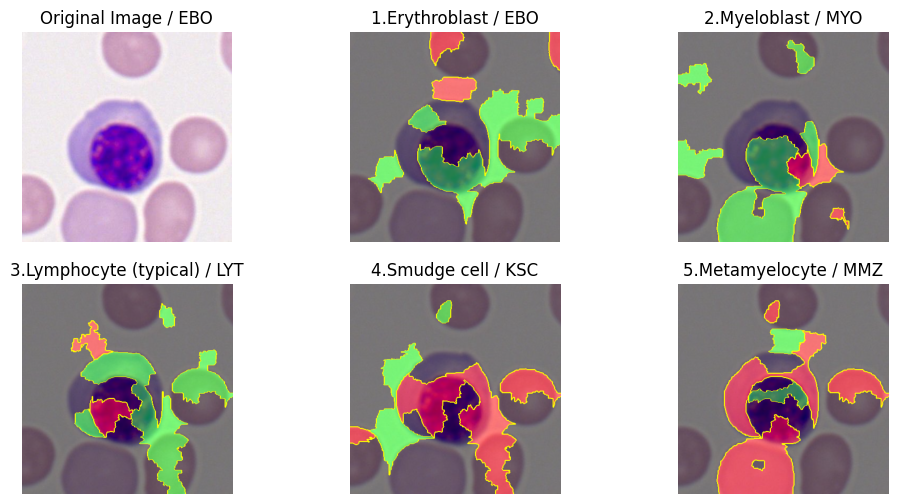 Original Image / EBO
1.Erythroblast / EBO
2.Myeloblast / MYO
3.Lymphocyte (typical) / LYT
4.Smudge cell / KSC
5.Metamyelocyte / MMZ